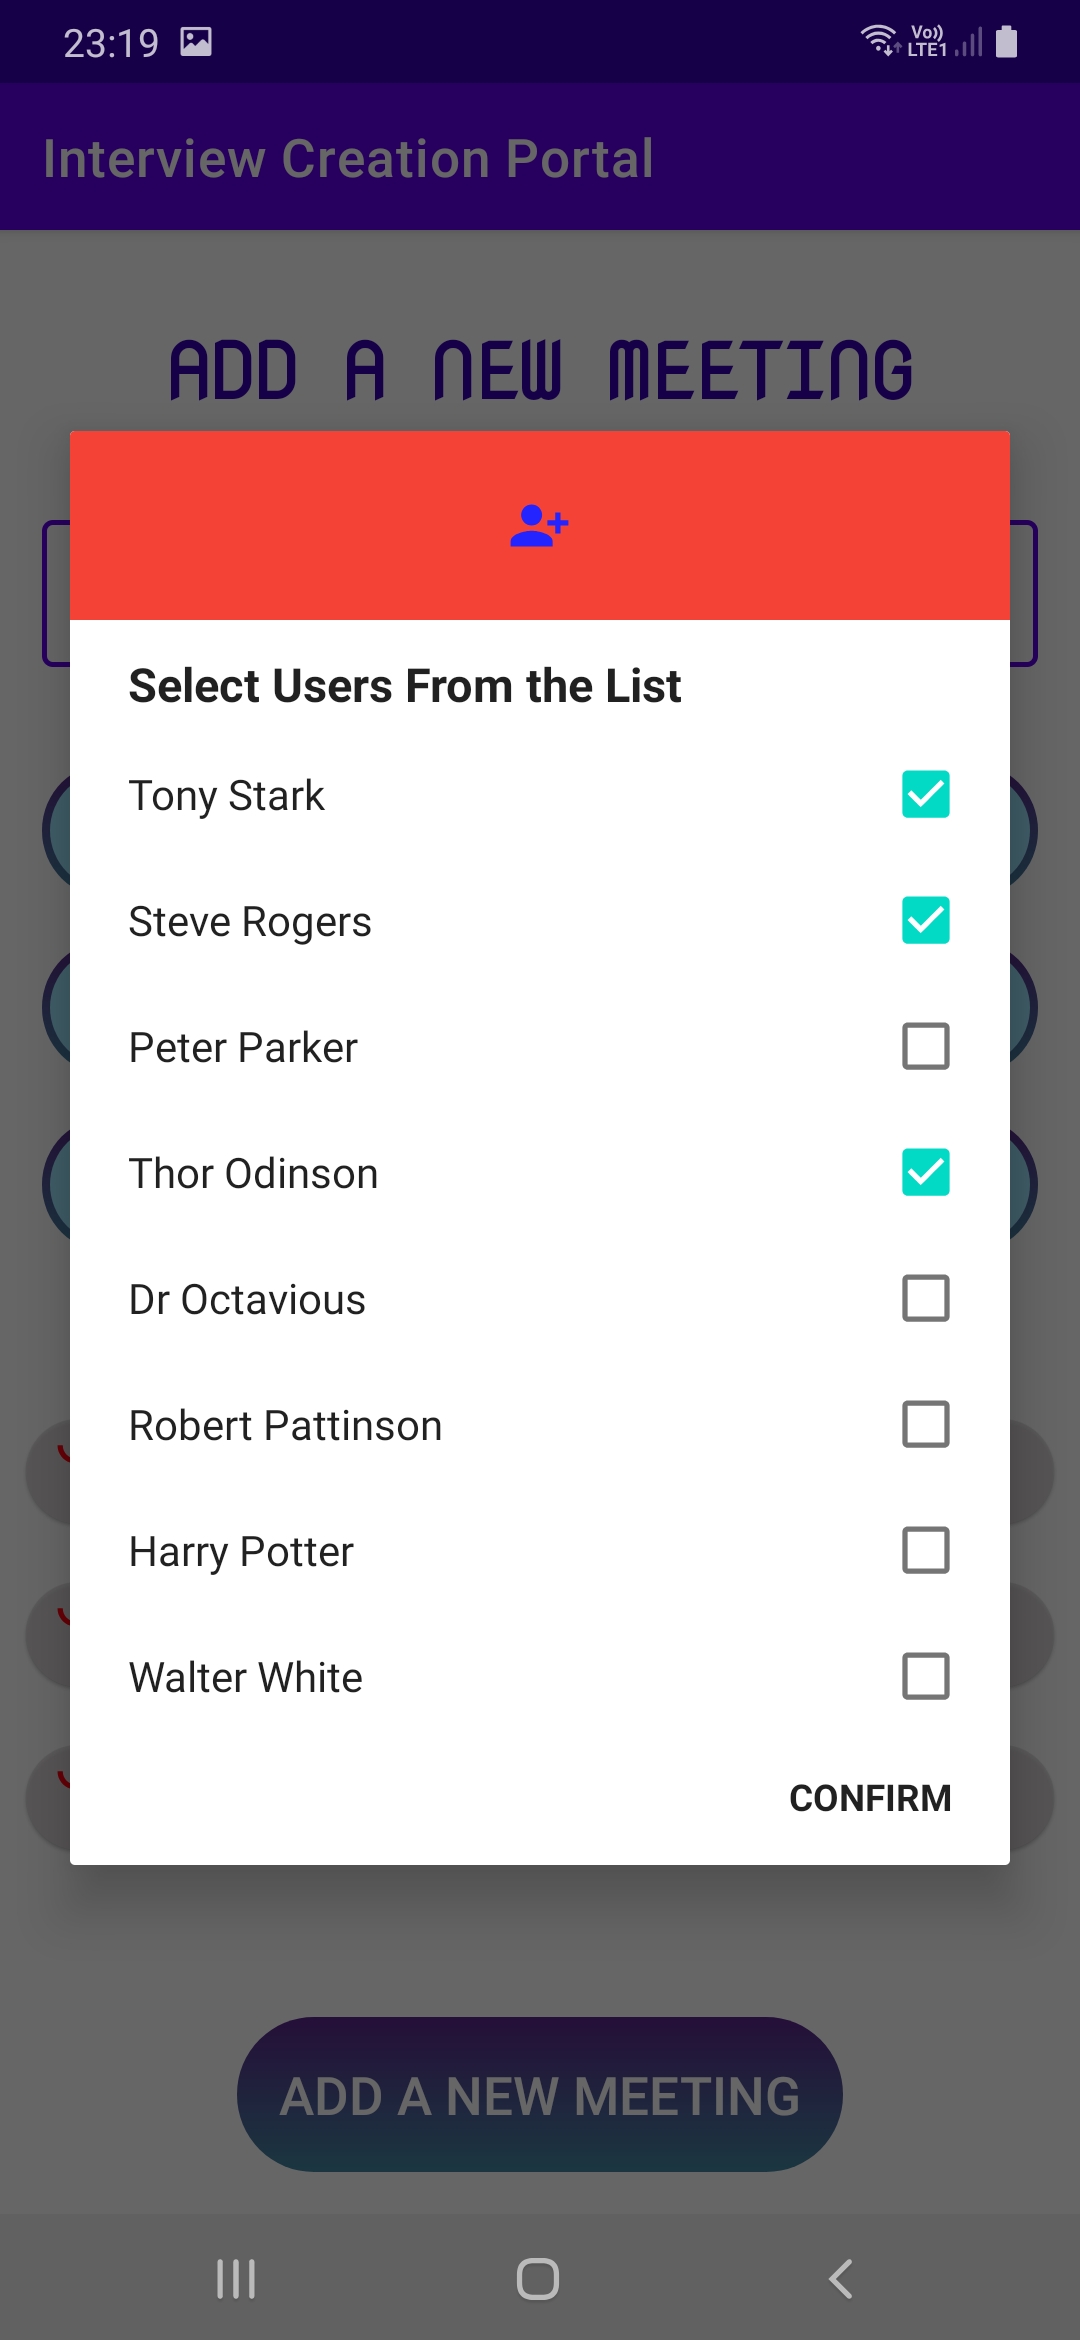 23:19
Vo))
LTE1
Interview Creation Portal
ADD A NEW MEETING
Select Users From the List
Tony Stark
Steve Rogers
Peter Parker
Thor Odinson
Dr Octavious
Robert Pattinson
Harry Potter
Walter White
CONFIRM
ADD A NEW MEETING